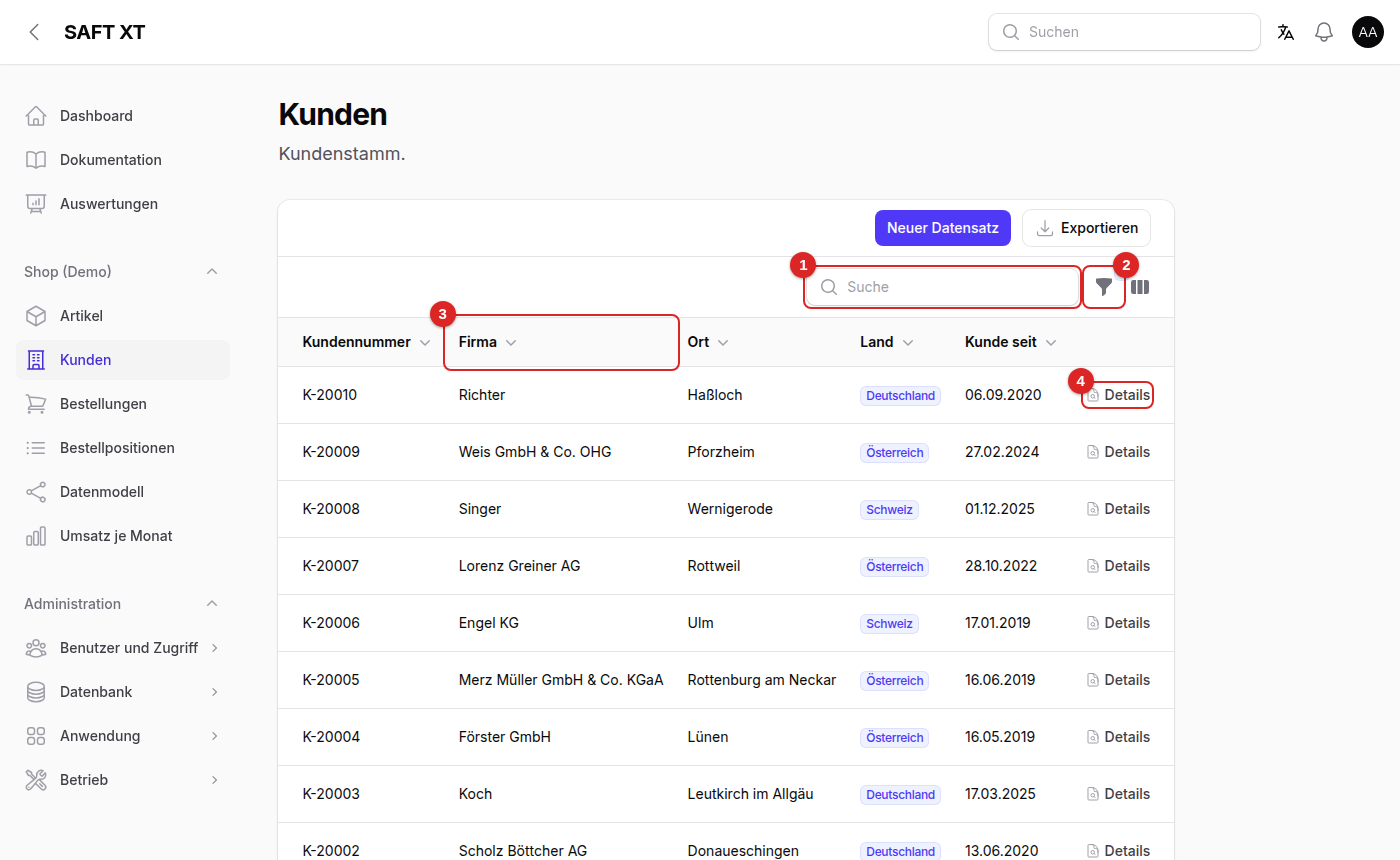 SAFT XT
Suchen
AA
Dashboard
Dokumentation
Auswertungen
Shop (Demo)
Artikel
Kunden
Bestellungen
Bestellpositionen
Datenmodell
Umsatz je Monat
Administration
Benutzer und Zugriff
Datenbank
Anwendung
Betrieb
Kunden
Kundenstamm.
Neuer Datensatz Exportieren
1 Suche 2
3
Kundennummer Firma Ort Land Kunde seit
4
K-20010 Richter Haßloch Deutschland 06.09.2020 Details
K-20009 Weis GmbH & Co. OHG Pforzheim Österreich 27.02.2024 Details
K-20008 Singer Wernigerode Schweiz 01.12.2025 Details
K-20007 Lorenz Greiner AG Rottweil Österreich 28.10.2022 Details
K-20006 Engel KG Ulm Schweiz 17.01.2019 Details
K-20005 Merz Müller GmbH & Co. KGaA Rottenburg am Neckar Österreich 16.06.2019 Details
K-20004 Förster GmbH Lünen Österreich 16.05.2019 Details
K-20003 Koch Leutkirch im Allgäu Deutschland 17.03.2025 Details
K-20002 Scholz Böttcher AG Donaueschingen Deutschland 13.06.2020 Details